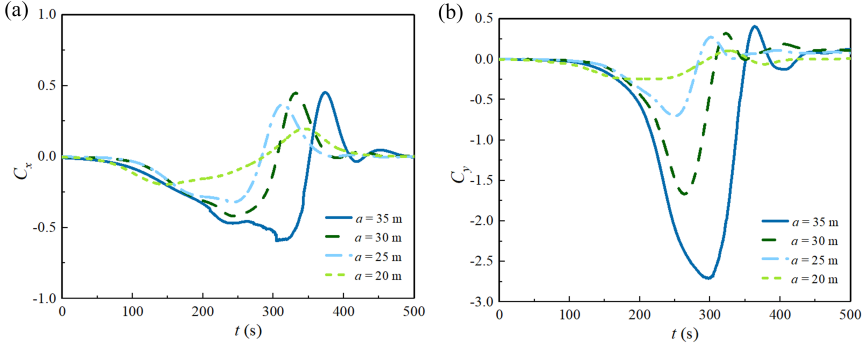 (a)
1.0
0.5
0.0
-0.5
-1.0
Cx
0 100 200 300 400 500
t (s)
a = 35 m
a = 30 m
a = 25 m
a = 20 m
(b)
0.5
0.0
-0.5
-1.0
-1.5
-2.0
-2.5
-3.0
Cy
0 100 200 300 400 500
t (s)
a = 35 m
a = 30 m
a = 25 m
a = 20 m